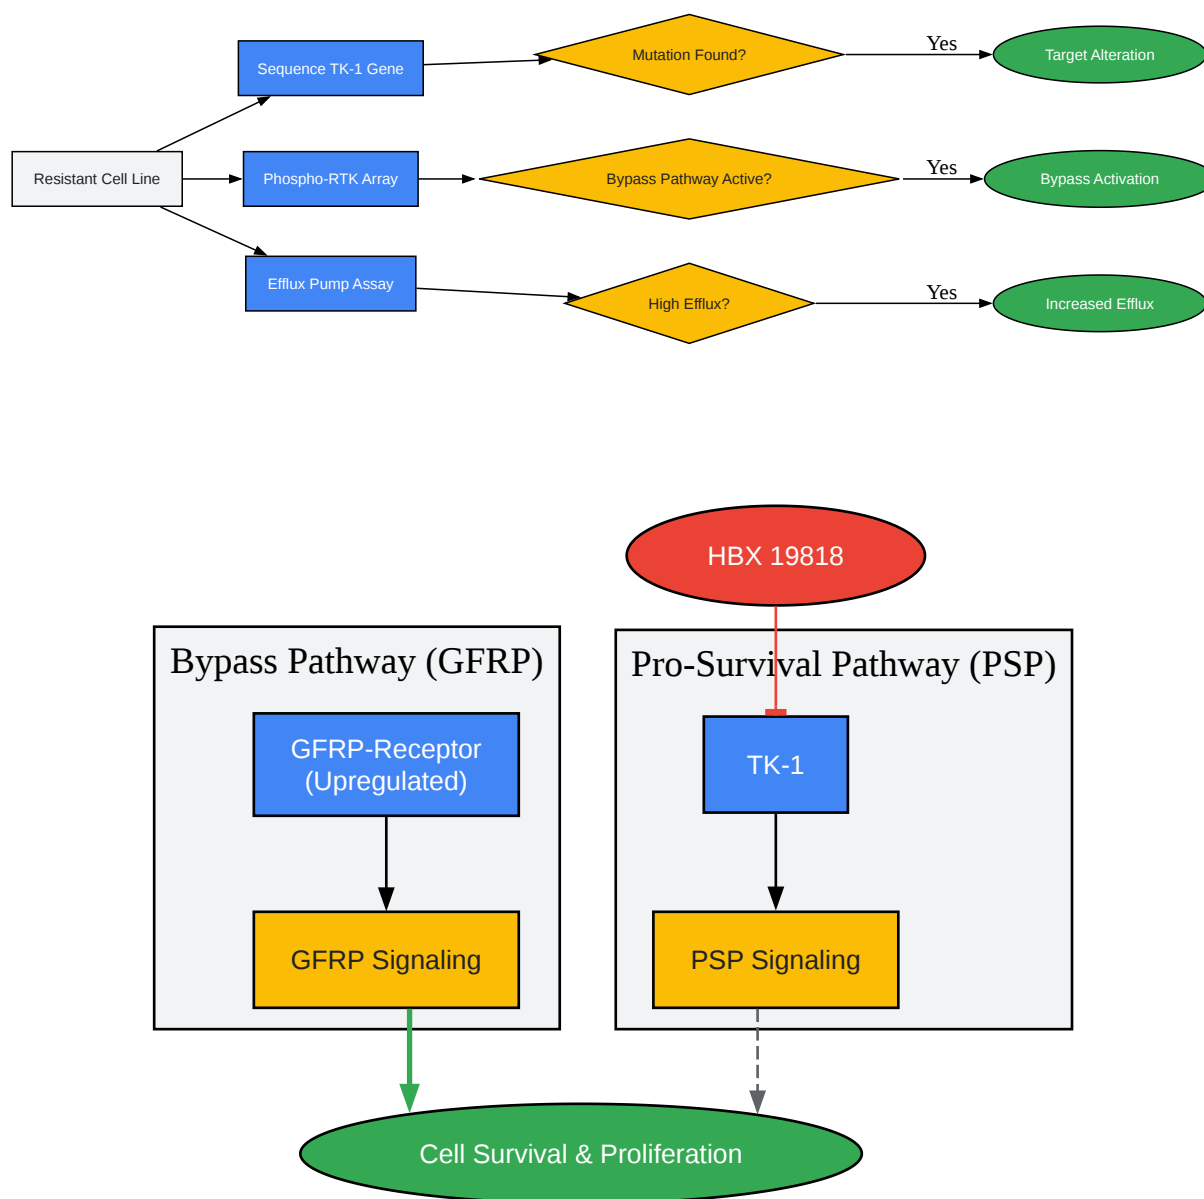 Sequence TK-1 Gene
Mutation Found?
Yes
Target Alteration
Resistant Cell Line
Phospho-RTK Array
Bypass Pathway Active?
Yes
Bypass Activation
Efflux Pump Assay
High Efflux?
Yes
Increased Efflux
HBX 19818
Bypass Pathway (GFRP)
GFRP-Receptor
(Upregulated)
GFRP Signaling
Pro-Survival Pathway (PSP)
TK-1
PSP Signaling
Cell Survival & Proliferation